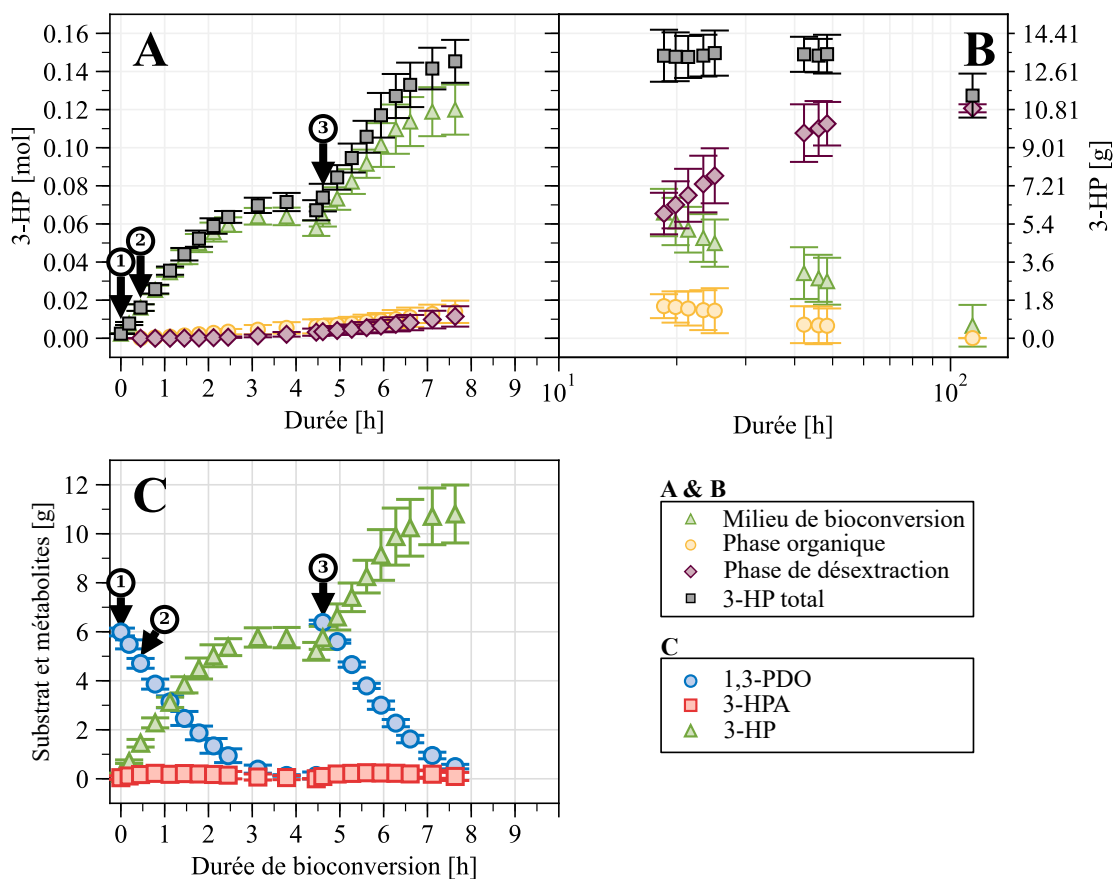 A
B
3-HP [mol]
0.16
0.14
0.12
0.10
0.08
0.06
0.04
0.02
0.00
1
2
3
0 1 2 3 4 5 6 7 8 9
Durée [h]
14.41
12.61
10.81
9.01
7.21
5.4
3.6
1.8
0.0
3-HP [g]
10¹ 10²
Durée [h]
C
Substrat et métabolites [g]
12
10
8
6
4
2
0
1
2
3
0 1 2 3 4 5 6 7 8 9
Durée de bioconversion [h]
A & B
Milieu de bioconversion
Phase organique
Phase de désextraction
3-HP total
C
1,3-PDO
3-HPA
3-HP